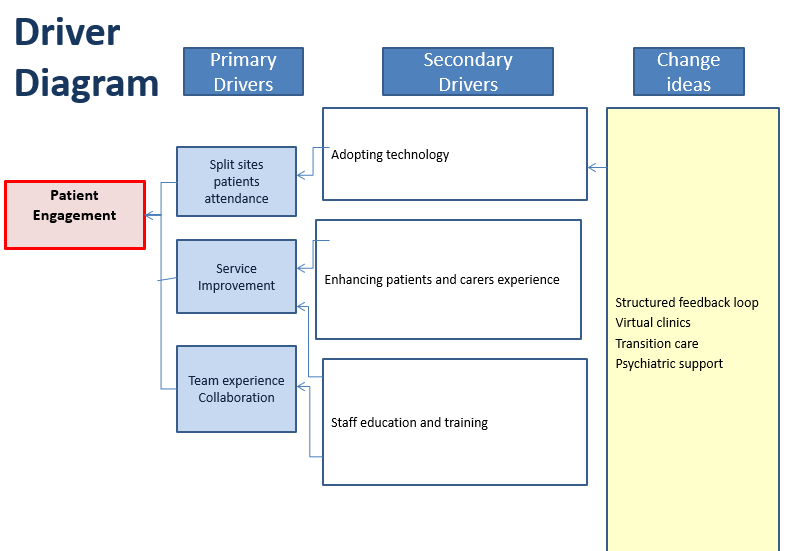 Driver
Diagram
Primary
Drivers
Secondary
Drivers
Change
ideas
Patient
Engagement
Split sites
patients
attendance
Service
Improvement
Team experience
Collaboration
Adopting technology
Enhancing patients and carers experience
Staff education and training
Structured feedback loop
Virtual clinics
Transition care
Psychiatric support